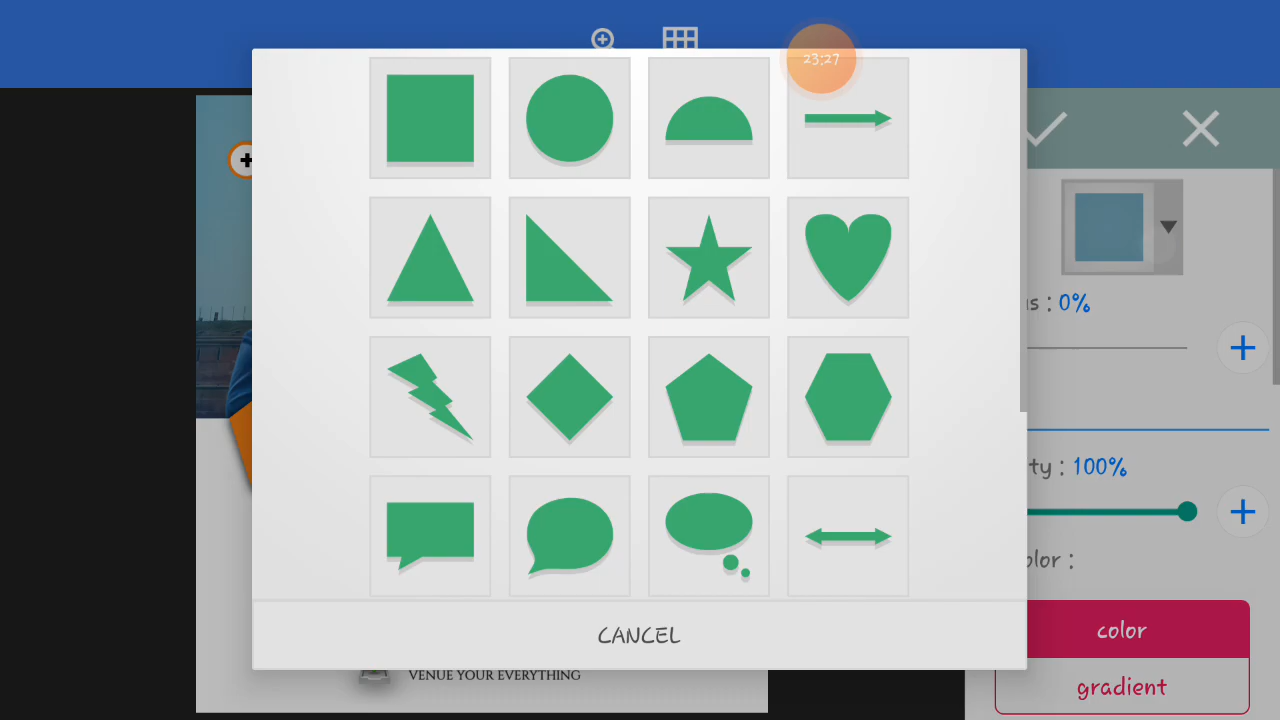 23:27
us : 0%
ty : 100%
olor :
color
gradient
CANCEL
VENUE YOUR EVERYTHING